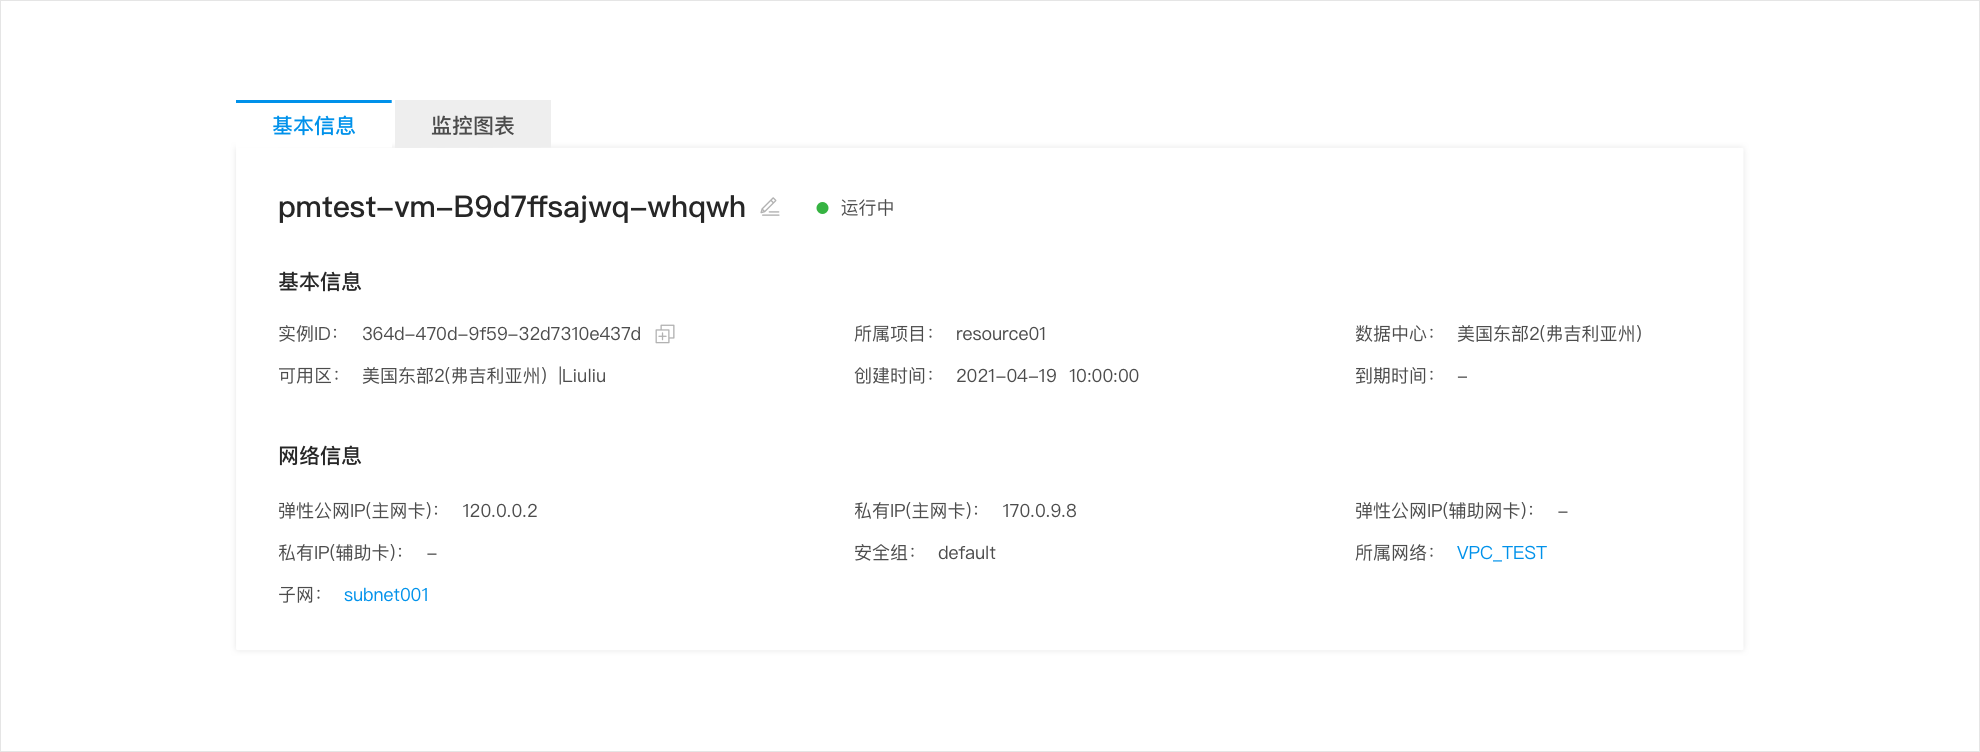 基本信息 监控图表
pmtest-vm-B9d7ffsajwq-whqwh 运行中
基本信息
实例ID： 364d-470d-9f59-32d7310e437d 所属项目： resource01 数据中心： 美国东部2(弗吉利亚州)
可用区： 美国东部2(弗吉利亚州) |Liuliu 创建时间： 2021-04-19 10:00:00 到期时间： -
网络信息
弹性公网IP(主网卡)： 120.0.0.2 私有IP(主网卡)： 170.0.9.8 弹性公网IP(辅助网卡)： -
私有IP(辅助卡)： - 安全组： default 所属网络： VPC_TEST
子网： subnet001